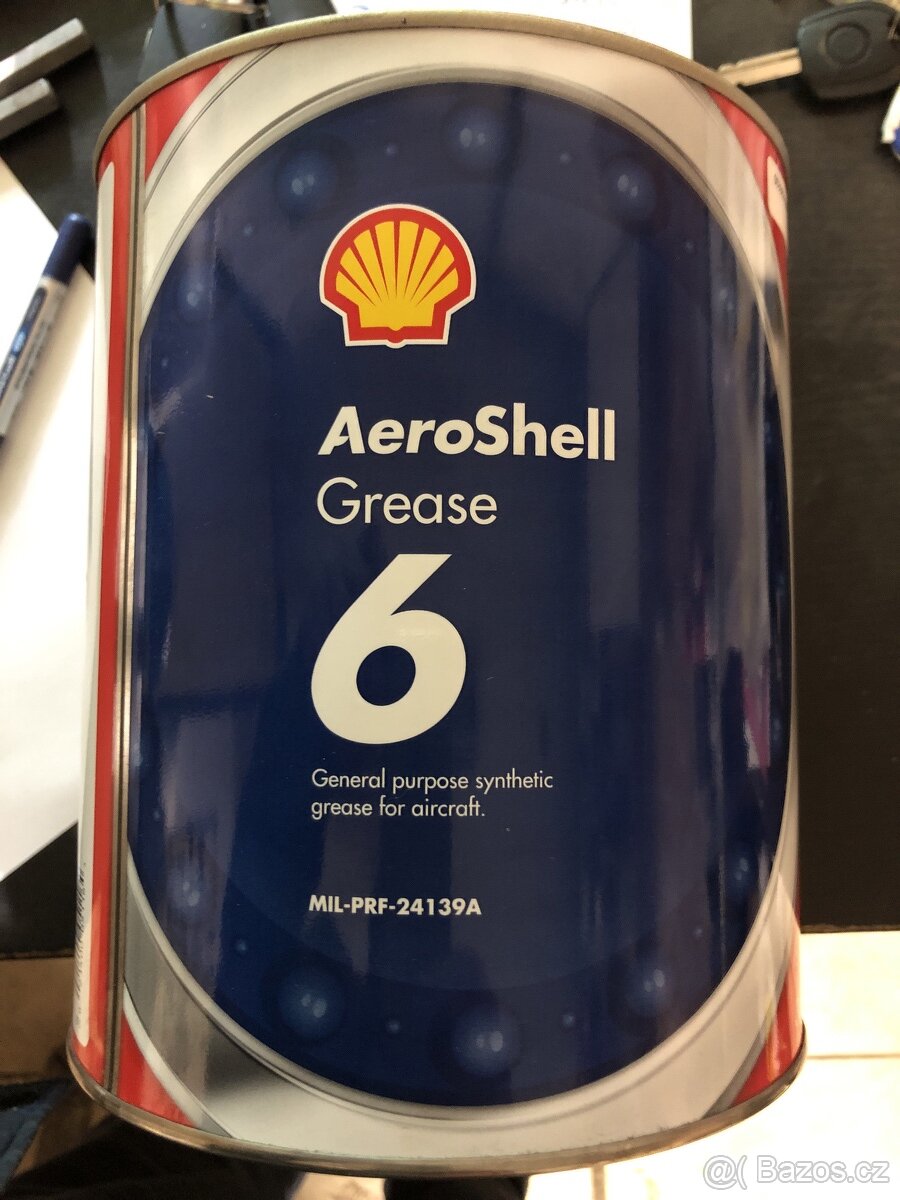 AeroShell
Grease
6
General purpose synthetic
grease for aircraft.
MIL-PRF-24139A
@( Bazos.cz